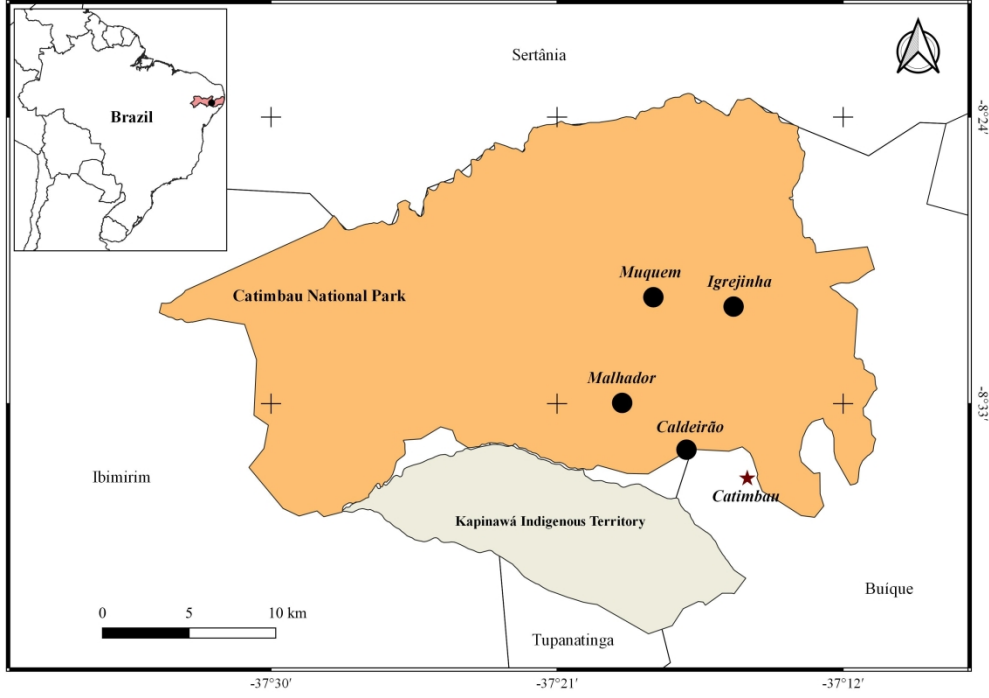 Sertânia
Brazil
-8°24'
Muquem
Igrejinha
Catimbau National Park
Malhador
-8°33'
Caldeirão
Ibimirim
Catimbau
Kapinawá Indigenous Territory
Buíque
0 5 10 km
Tupanatinga
-37°30' -37°21' -37°12'